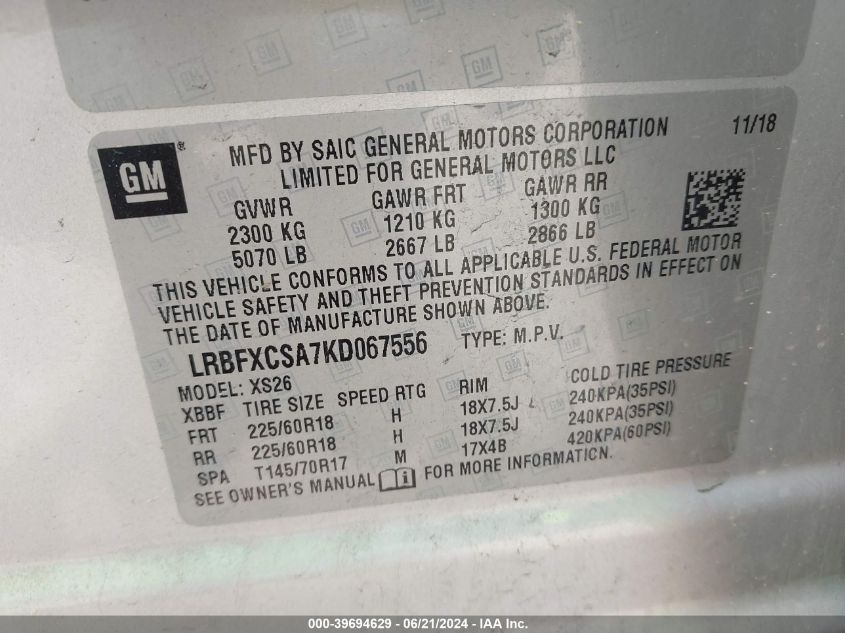 GM
MFD BY SAIC GENERAL MOTORS CORPORATION 11/18
LIMITED FOR GENERAL MOTORS LLC
GVWR GAWR FRT GAWR RR
2300 KG 1210 KG 1300 KG
5070 LB 2667 LB 2866 LB
THIS VEHICLE CONFORMS TO ALL APPLICABLE U.S. FEDERAL MOTOR
VEHICLE SAFETY AND THEFT PREVENTION STANDARDS IN EFFECT ON
THE DATE OF MANUFACTURE SHOWN ABOVE.
LRBFXCSA7KD067556 TYPE: M.P.V.
MODEL: XS26
XBBF TIRE SIZE SPEED RTG RIM COLD TIRE PRESSURE
FRT 225/60R18 H 18X7.5J 240KPA(35PSI)
RR 225/60R18 H 18X7.5J 240KPA(35PSI)
SPA T145/70R17 M 17X4B 420KPA(60PSI)
SEE OWNER'S MANUAL FOR MORE INFORMATION.
000-39694629 - 06/21/2024 - IAA Inc.